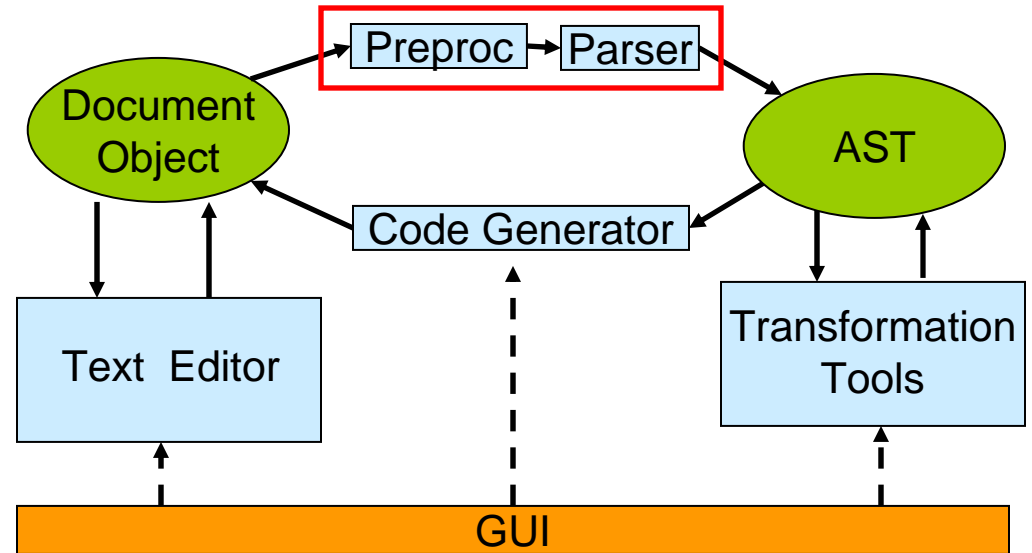 Preproc
Parser
Document
Object
AST
Code Generator
Text Editor
Transformation
Tools
GUI